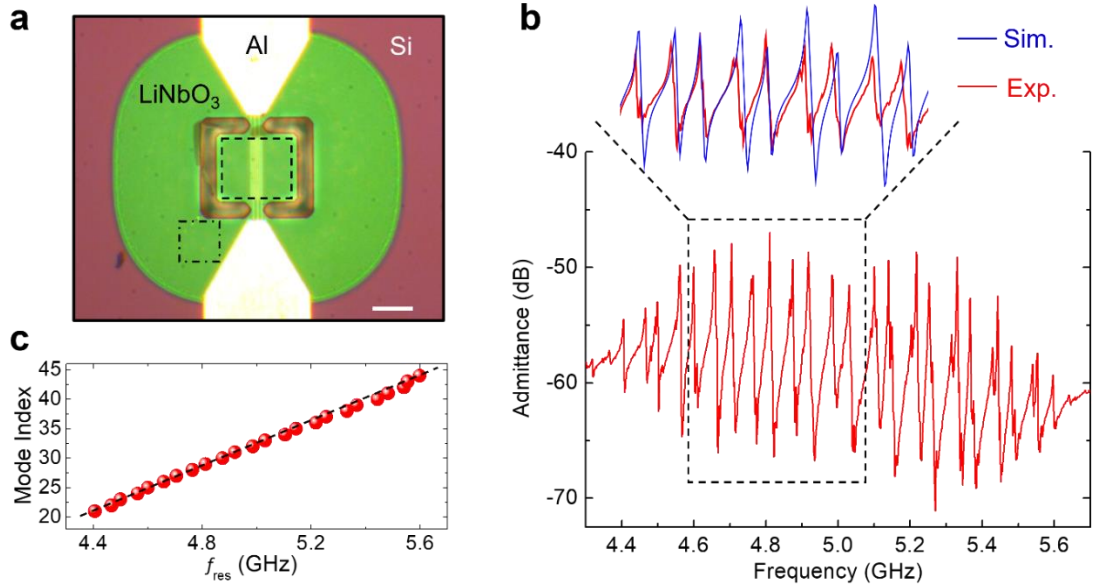 a
Al
Si
LiNbO₃
b
Sim.
Exp.
-40
-50
-60
-70
Admittance (dB)
4.4 4.6 4.8 5.0 5.2 5.4 5.6
Frequency (GHz)
c
45
40
35
30
25
20
Mode Index
4.4 4.8 5.2 5.6
fres (GHz)